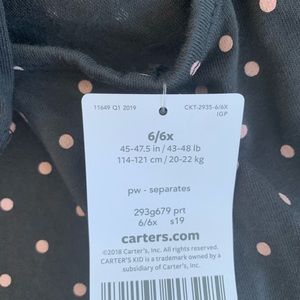 11649 Q1 2019
CKT-2935-6/6X
IGP
6/6x
45-47.5 in / 43-48 lb
114-121 cm / 20-22 kg
pw - separates
293g679 prt
6/6x s19
carters.com
©2018 Carter's, Inc. All rights reserved.
CARTER'S KID is a trademark owned by a
subsidiary of Carter's, Inc.